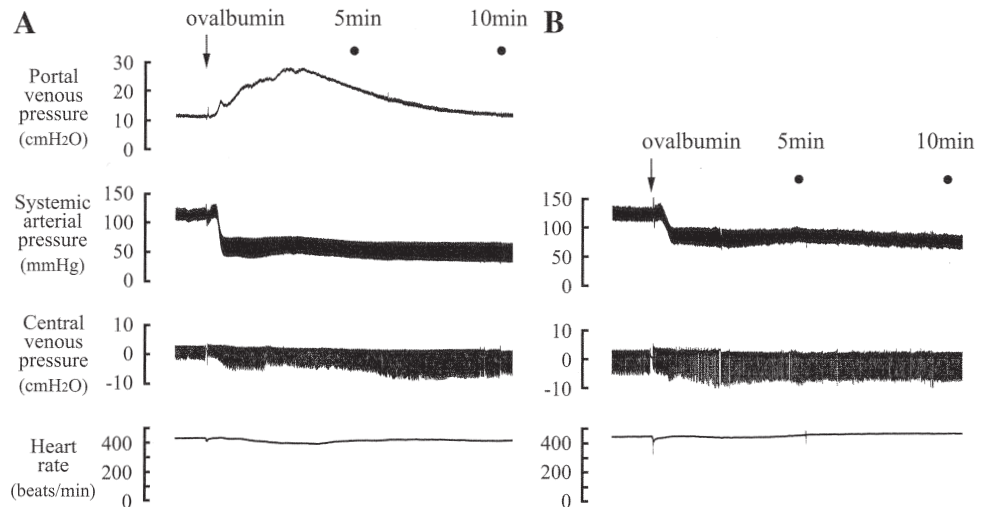 A
ovalbumin
5min
10min
Portal
venous
pressure
(cmH2O)
30
20
10
0
Systemic
arterial
pressure
(mmHg)
150
100
50
0
Central
venous
pressure
(cmH2O)
10
0
-10
Heart
rate
(beats/min)
400
200
0
B
ovalbumin
5min
10min
150
100
50
0
10
0
-10
400
200
0